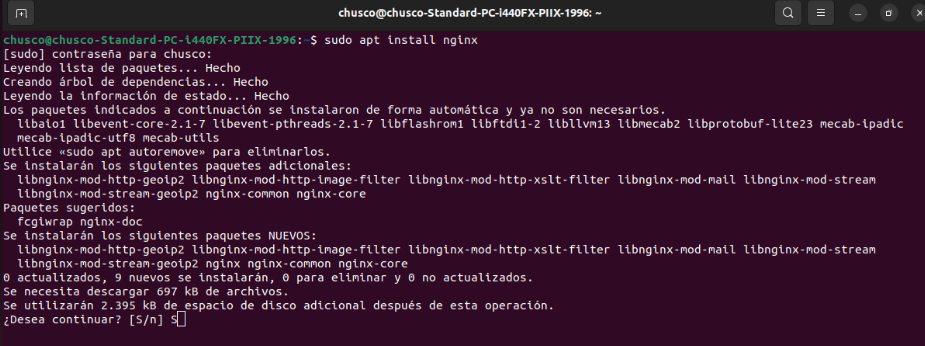 chusco@chusco-Standard-PC-i440FX-PIIX-1996: ~
chusco@chusco-Standard-PC-i440FX-PIIX-1996:~$ sudo apt install nginx
[sudo] contraseña para chusco:
Leyendo lista de paquetes... Hecho
Creando árbol de dependencias... Hecho
Leyendo la información de estado... Hecho
Los paquetes indicados a continuación se instalaron de forma automática y ya no son necesarios.
  libaio1 libevent-core-2.1-7 libevent-pthreads-2.1-7 libflashrom1 libftdi1-2 libllvm13 libmecab2 libprotobuf-lite23 mecab-ipadic
  mecab-ipadic-utf8 mecab-utils
Utilice «sudo apt autoremove» para eliminarlos.
Se instalarán los siguientes paquetes adicionales:
  libnginx-mod-http-geoip2 libnginx-mod-http-image-filter libnginx-mod-http-xslt-filter libnginx-mod-mail libnginx-mod-stream
  libnginx-mod-stream-geoip2 nginx-common nginx-core
Paquetes sugeridos:
  fcgiwrap nginx-doc
Se instalarán los siguientes paquetes NUEVOS:
  libnginx-mod-http-geoip2 libnginx-mod-http-image-filter libnginx-mod-http-xslt-filter libnginx-mod-mail libnginx-mod-stream
  libnginx-mod-stream-geoip2 nginx nginx-common nginx-core
0 actualizados, 9 nuevos se instalarán, 0 para eliminar y 0 no actualizados.
Se necesita descargar 697 kB de archivos.
Se utilizarán 2.395 kB de espacio de disco adicional después de esta operación.
¿Desea continuar? [S/n] S